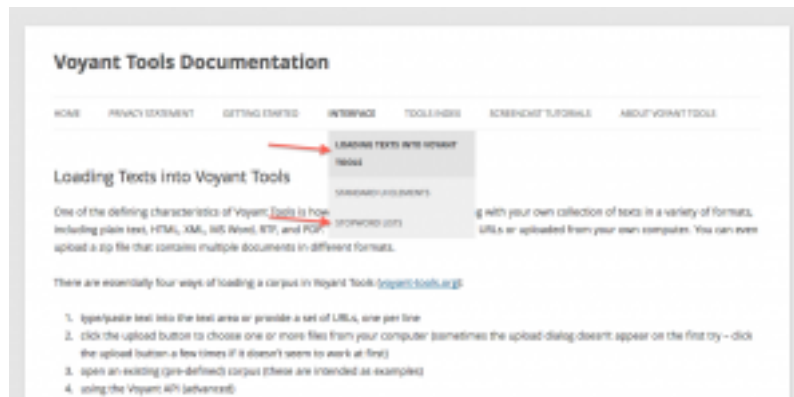 Voyant Tools Documentation
HOME PRIVACY STATEMENT GETTING STARTED INTERFACE TOOLS INDEX SCREENCAST TUTORIALS ABOUT VOYANT TOOLS
LOADING TEXTS INTO VOYANT
TOOLS
STANDARD UI ELEMENTS
STOPWORD LISTS
Loading Texts into Voyant Tools
One of the defining characteristics of Voyant Tools is how g with your own collection of texts in a variety of formats,
including plain text, HTML, XML, MS Word, RTF, and PDF URLs or uploaded from your own computer. You can even
upload a zip file that contains multiple documents in different formats.
There are essentially four ways of loading a corpus in Voyant Tools (voyant-tools.org):
1. type/paste text into the text area or provide a set of URLs, one per line
2. click the upload button to choose one or more files from your computer (sometimes the upload dialog doesn't appear on the first try – click
the upload button a few times if it doesn't seem to work at first)
3. open an existing (pre-defined) corpus (these are intended as examples)
4. using the Voyant API (advanced)